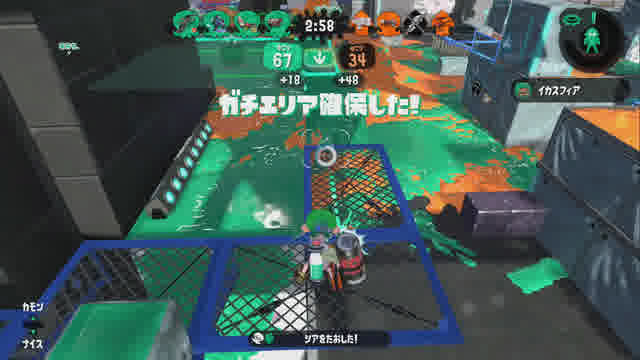 2:58
67
34
+18
+48
ガチエリア確保した!
イカスフィア
カモン
ナイス
シアをたおした!